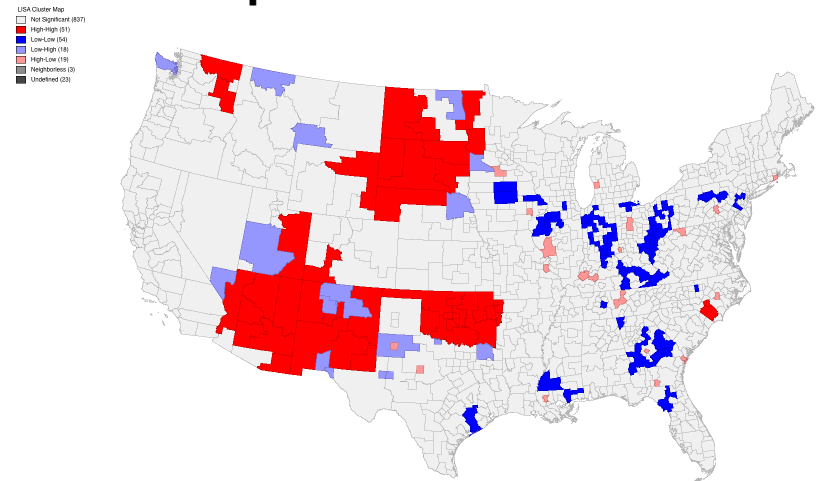 LISA Cluster Map
Not Significant (837)
High-High (51)
Low-Low (54)
Low-High (18)
High-Low (19)
Neighborless (3)
Undefined (23)